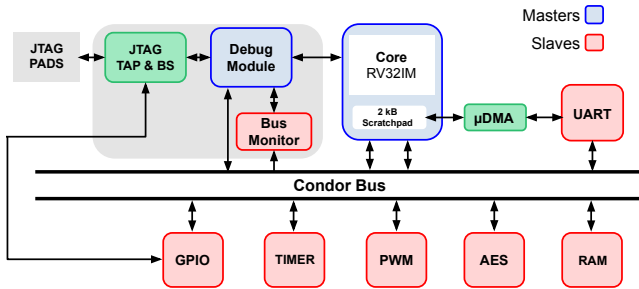 Masters
Slaves
JTAG
PADS
JTAG
TAP & BS
Debug
Module
Core
RV32IM
2 kB
Scratchpad
Bus
Monitor
µDMA
UART
Condor Bus
GPIO
TIMER
PWM
AES
RAM